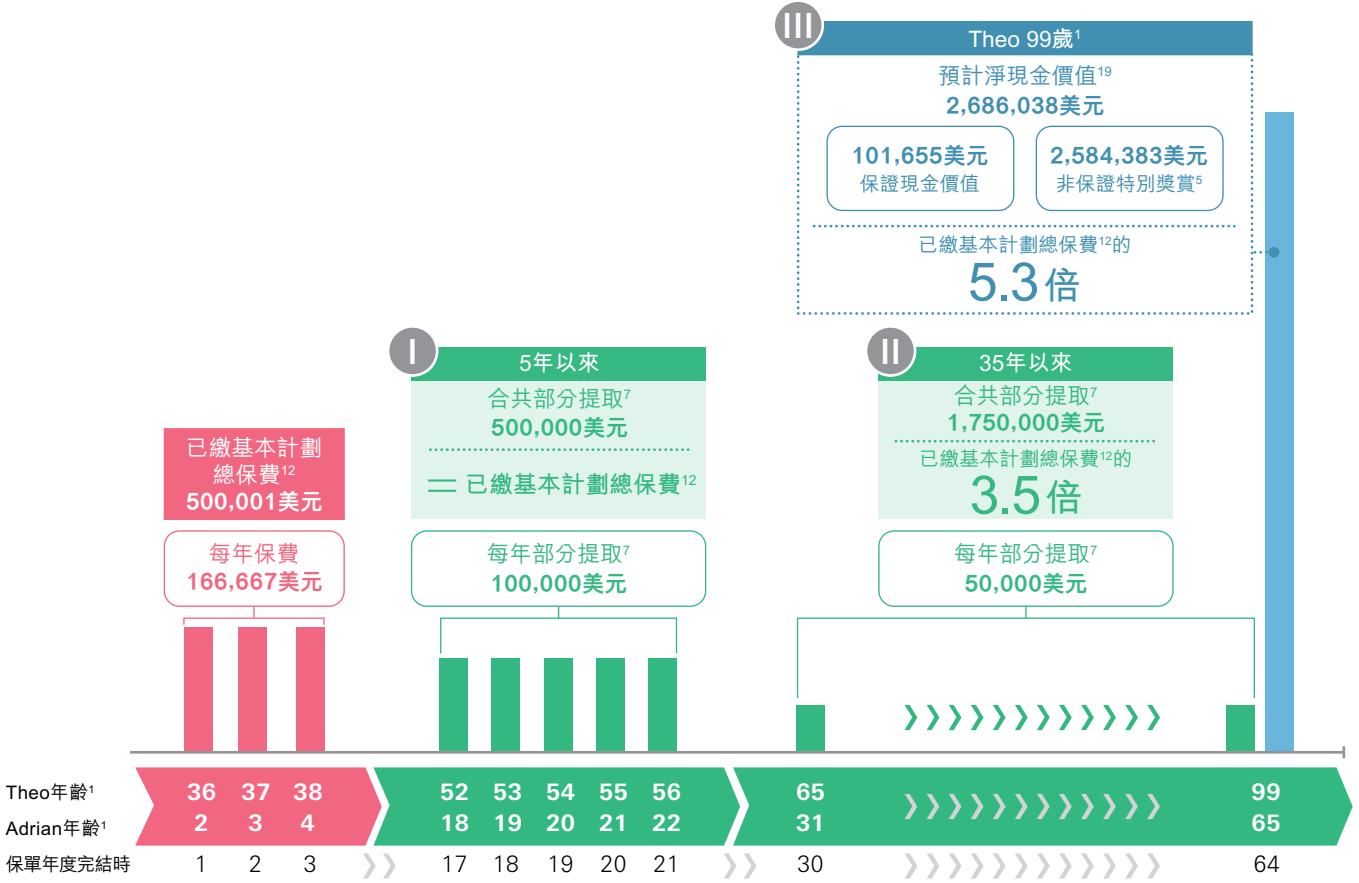 III
Theo 99歲1
預計淨現金價值19
2,686,038美元
101,655美元
保證現金價值
2,584,383美元
非保證特別獎賞5
已繳基本計劃總保費12的
5.3倍
I
5年以來
合共部分提取7
500,000美元
= 已繳基本計劃總保費12
每年部分提取7
100,000美元
II
35年以來
合共部分提取7
1,750,000美元
已繳基本計劃總保費12的
3.5倍
每年部分提取7
50,000美元
已繳基本計劃
總保費12
500,001美元
每年保費
166,667美元
Theo年齡1 36 37 38 52 53 54 55 56 65 99
Adrian年齡1 2 3 4 18 19 20 21 22 31 65
保單年度完結時 1 2 3 17 18 19 20 21 30 64